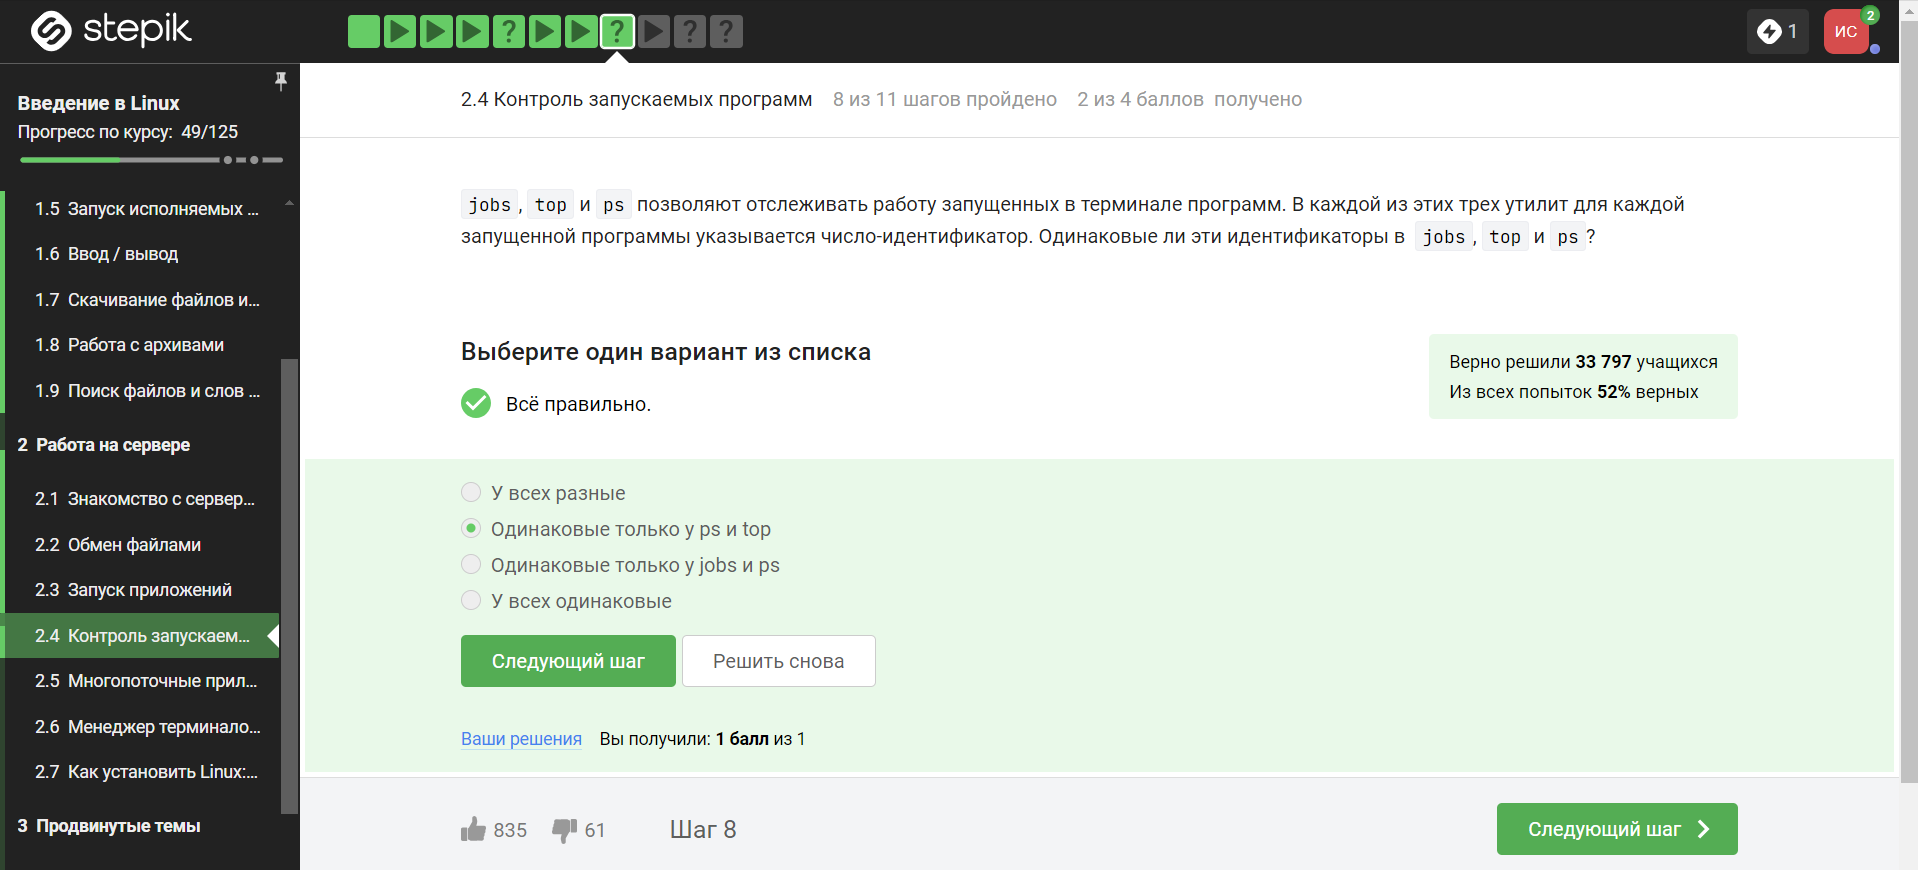 stepik
? ? ? ?
1
ИС
2
Введение в Linux
Прогресс по курсу: 49/125
1.5 Запуск исполняемых ...
1.6 Ввод / вывод
1.7 Скачивание файлов и...
1.8 Работа с архивами
1.9 Поиск файлов и слов ...
2 Работа на сервере
2.1 Знакомство с сервер...
2.2 Обмен файлами
2.3 Запуск приложений
2.4 Контроль запускаем...
2.5 Многопоточные прил...
2.6 Менеджер терминало...
2.7 Как установить Linux:...
3 Продвинутые темы
2.4 Контроль запускаемых программ 8 из 11 шагов пройдено 2 из 4 баллов получено
jobs, top и ps позволяют отслеживать работу запущенных в терминале программ. В каждой из этих трех утилит для каждой
запущенной программы указывается число-идентификатор. Одинаковые ли эти идентификаторы в jobs, top и ps?
Выберите один вариант из списка
Всё правильно.
Верно решили 33 797 учащихся
Из всех попыток 52% верных
У всех разные
Одинаковые только у ps и top
Одинаковые только у jobs и ps
У всех одинаковые
Следующий шаг Решить снова
Ваши решения Вы получили: 1 балл из 1
835 61 Шаг 8
Следующий шаг